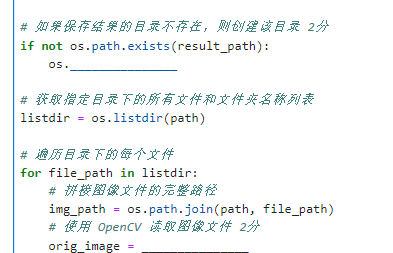 # 如果保存结果的目录不存在，则创建该目录 2分
if not os.path.exists(result_path):
    os._______________

# 获取指定目录下的所有文件和文件夹名称列表
listdir = os.listdir(path)

# 遍历目录下的每个文件
for file_path in listdir:
    # 拼接图像文件的完整路径
    img_path = os.path.join(path, file_path)
    # 使用 OpenCV 读取图像文件 2分
    orig_image = _______________